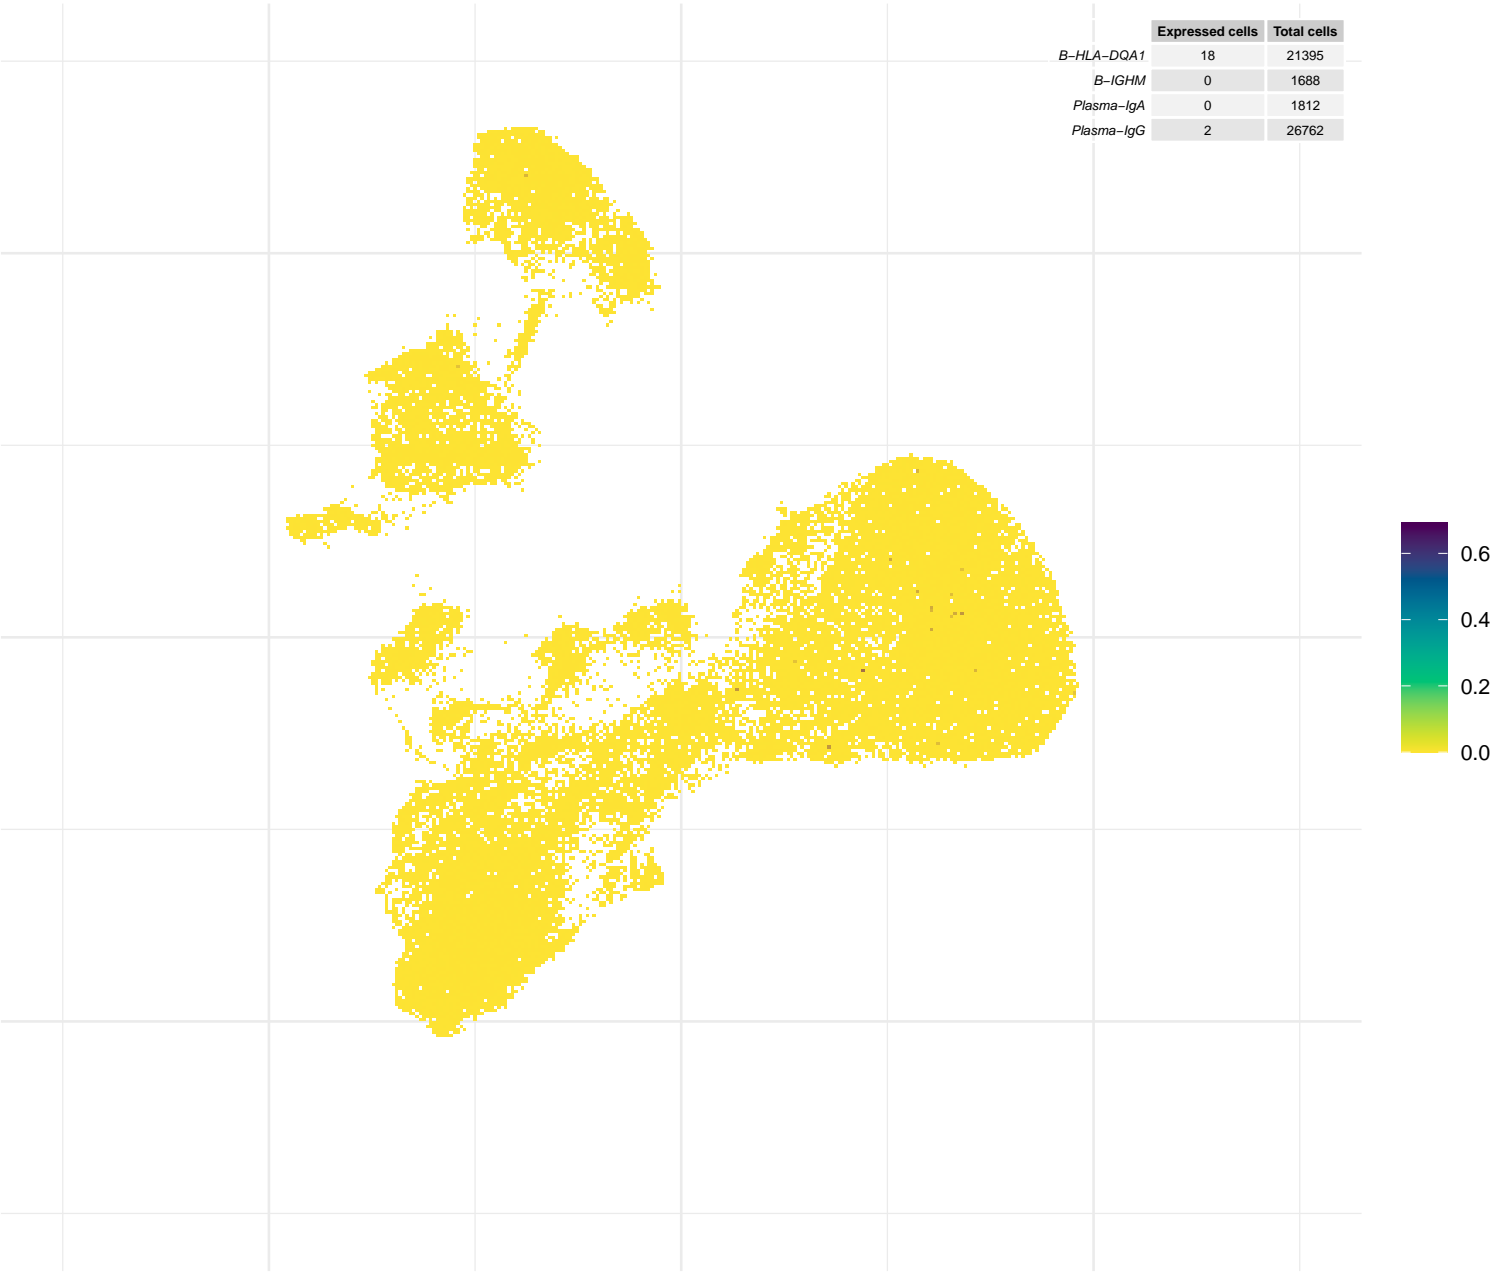 Expressed cells Total cells
B−HLA−DQA1 18 21395
B−IGHM 0 1688
Plasma−IgA 0 1812
Plasma−IgG 2 26762
0.6
0.4
0.2
0.0